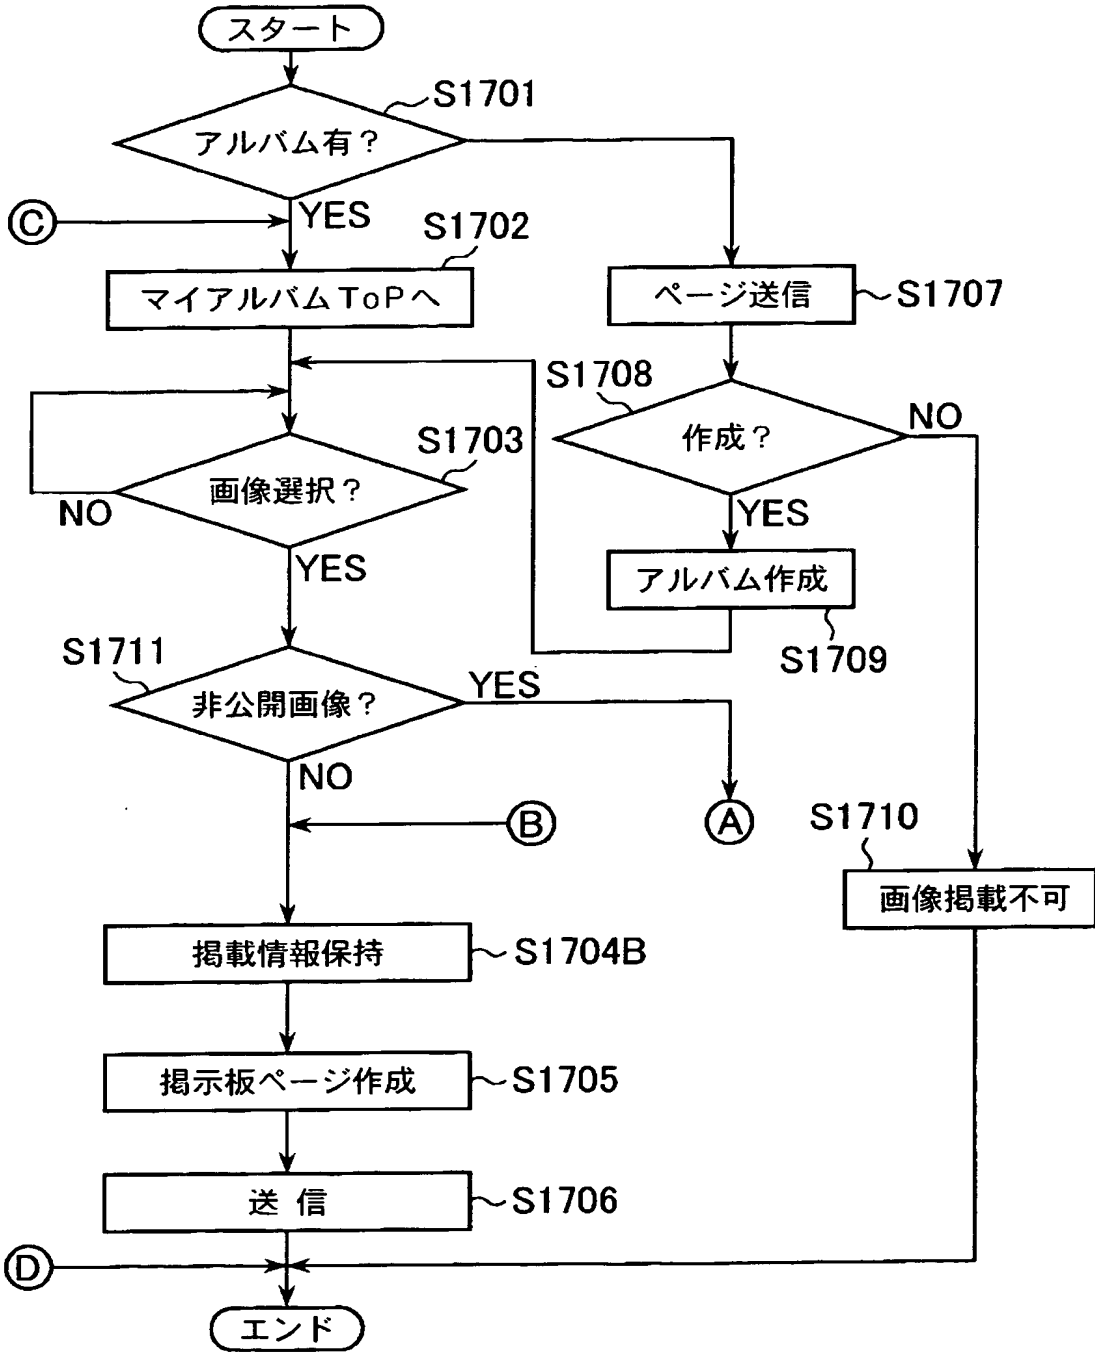 スタート
S1701
アルバム有？
C
YES
S1702
マイアルバムToPへ
ページ送信
S1707
S1708
NO
作成？
S1703
画像選択？
NO
YES
YES
アルバム作成
S1709
S1711
非公開画像？
YES
NO
B
A
S1710
画像掲載不可
掲載情報保持
S1704B
掲示板ページ作成
S1705
送信
S1706
D
エンド